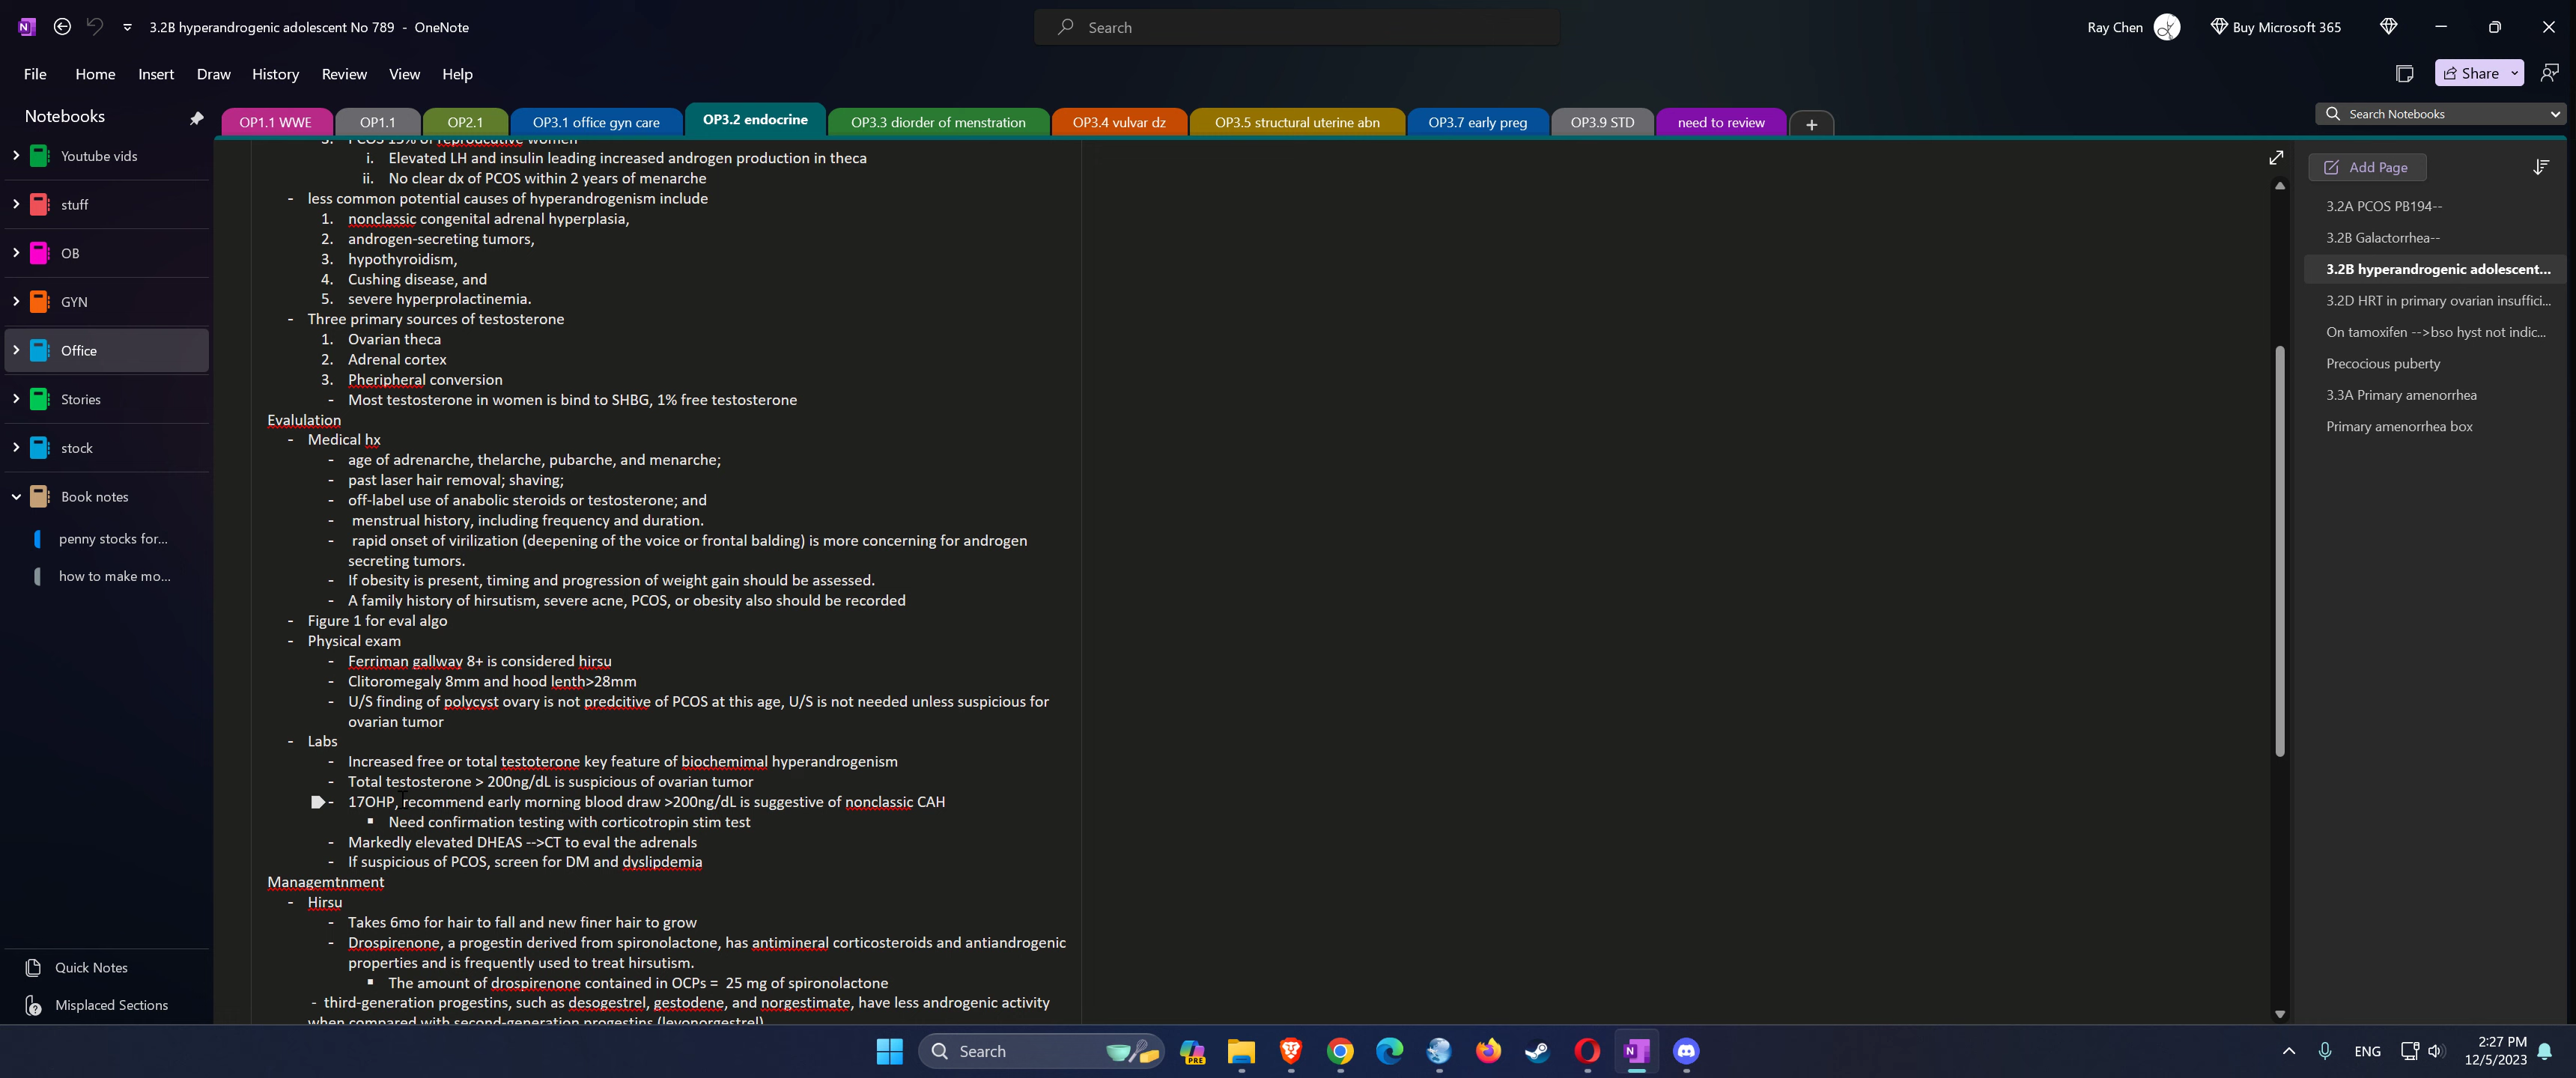 3.2B hyperandrogenic adolescent No 789 - OneNote
Search
Ray Chen
Buy Microsoft 365
File Home Insert Draw History Review View Help
Share
Notebooks
OP1.1 WWE
OP1.1
OP2.1
OP3.1 office gyn care
OP3.2 endocrine
OP3.3 diorder of menstration
OP3.4 vulvar dz
OP3.5 structural uterine abn
OP3.7 early preg
OP3.9 STD
need to review
+
Search Notebooks
Youtube vids
stuff
OB
GYN
Office
Stories
stock
Book notes
penny stocks for...
how to make mo...
Quick Notes
Misplaced Sections
3. PCOS 15% of reproductive women
i. Elevated LH and insulin leading increased androgen production in theca
ii. No clear dx of PCOS within 2 years of menarche
- less common potential causes of hyperandrogenism include
1. nonclassic congenital adrenal hyperplasia,
2. androgen-secreting tumors,
3. hypothyroidism,
4. Cushing disease, and
5. severe hyperprolactinemia.
- Three primary sources of testosterone
1. Ovarian theca
2. Adrenal cortex
3. Pheripheral conversion
- Most testosterone in women is bind to SHBG, 1% free testosterone
Evalulation
- Medical hx
- age of adrenarche, thelarche, pubarche, and menarche;
- past laser hair removal; shaving;
- off-label use of anabolic steroids or testosterone; and
- menstrual history, including frequency and duration.
- rapid onset of virilization (deepening of the voice or frontal balding) is more concerning for androgen
secreting tumors.
- If obesity is present, timing and progression of weight gain should be assessed.
- A family history of hirsutism, severe acne, PCOS, or obesity also should be recorded
- Figure 1 for eval algo
- Physical exam
- Ferriman gallway 8+ is considered hirsu
- Clitoromegaly 8mm and hood lenth>28mm
- U/S finding of polycyst ovary is not predcitive of PCOS at this age, U/S is not needed unless suspicious for
ovarian tumor
- Labs
- Increased free or total testoterone key feature of biochemimal hyperandrogenism
- Total testosterone > 200ng/dL is suspicious of ovarian tumor
- 17OHP, recommend early morning blood draw >200ng/dL is suggestive of nonclassic CAH
▪ Need confirmation testing with corticotropin stim test
- Markedly elevated DHEAS -->CT to eval the adrenals
- If suspicious of PCOS, screen for DM and dyslipdemia
Managemtnment
- Hirsu
- Takes 6mo for hair to fall and new finer hair to grow
- Drospirenone, a progestin derived from spironolactone, has antimineral corticosteroids and antiandrogenic
properties and is frequently used to treat hirsutism.
▪ The amount of drospirenone contained in OCPs = 25 mg of spironolactone
- third-generation progestins, such as desogestrel, gestodene, and norgestimate, have less androgenic activity
when compared with second-generation progestins (levonorgestrel)
Add Page
3.2A PCOS PB194--
3.2B Galactorrhea--
3.2B hyperandrogenic adolescent...
3.2D HRT in primary ovarian insuffici...
On tamoxifen -->bso hyst not indic...
Precocious puberty
3.3A Primary amenorrhea
Primary amenorrhea box
Search
PRE
ENG
2:27 PM
12/5/2023